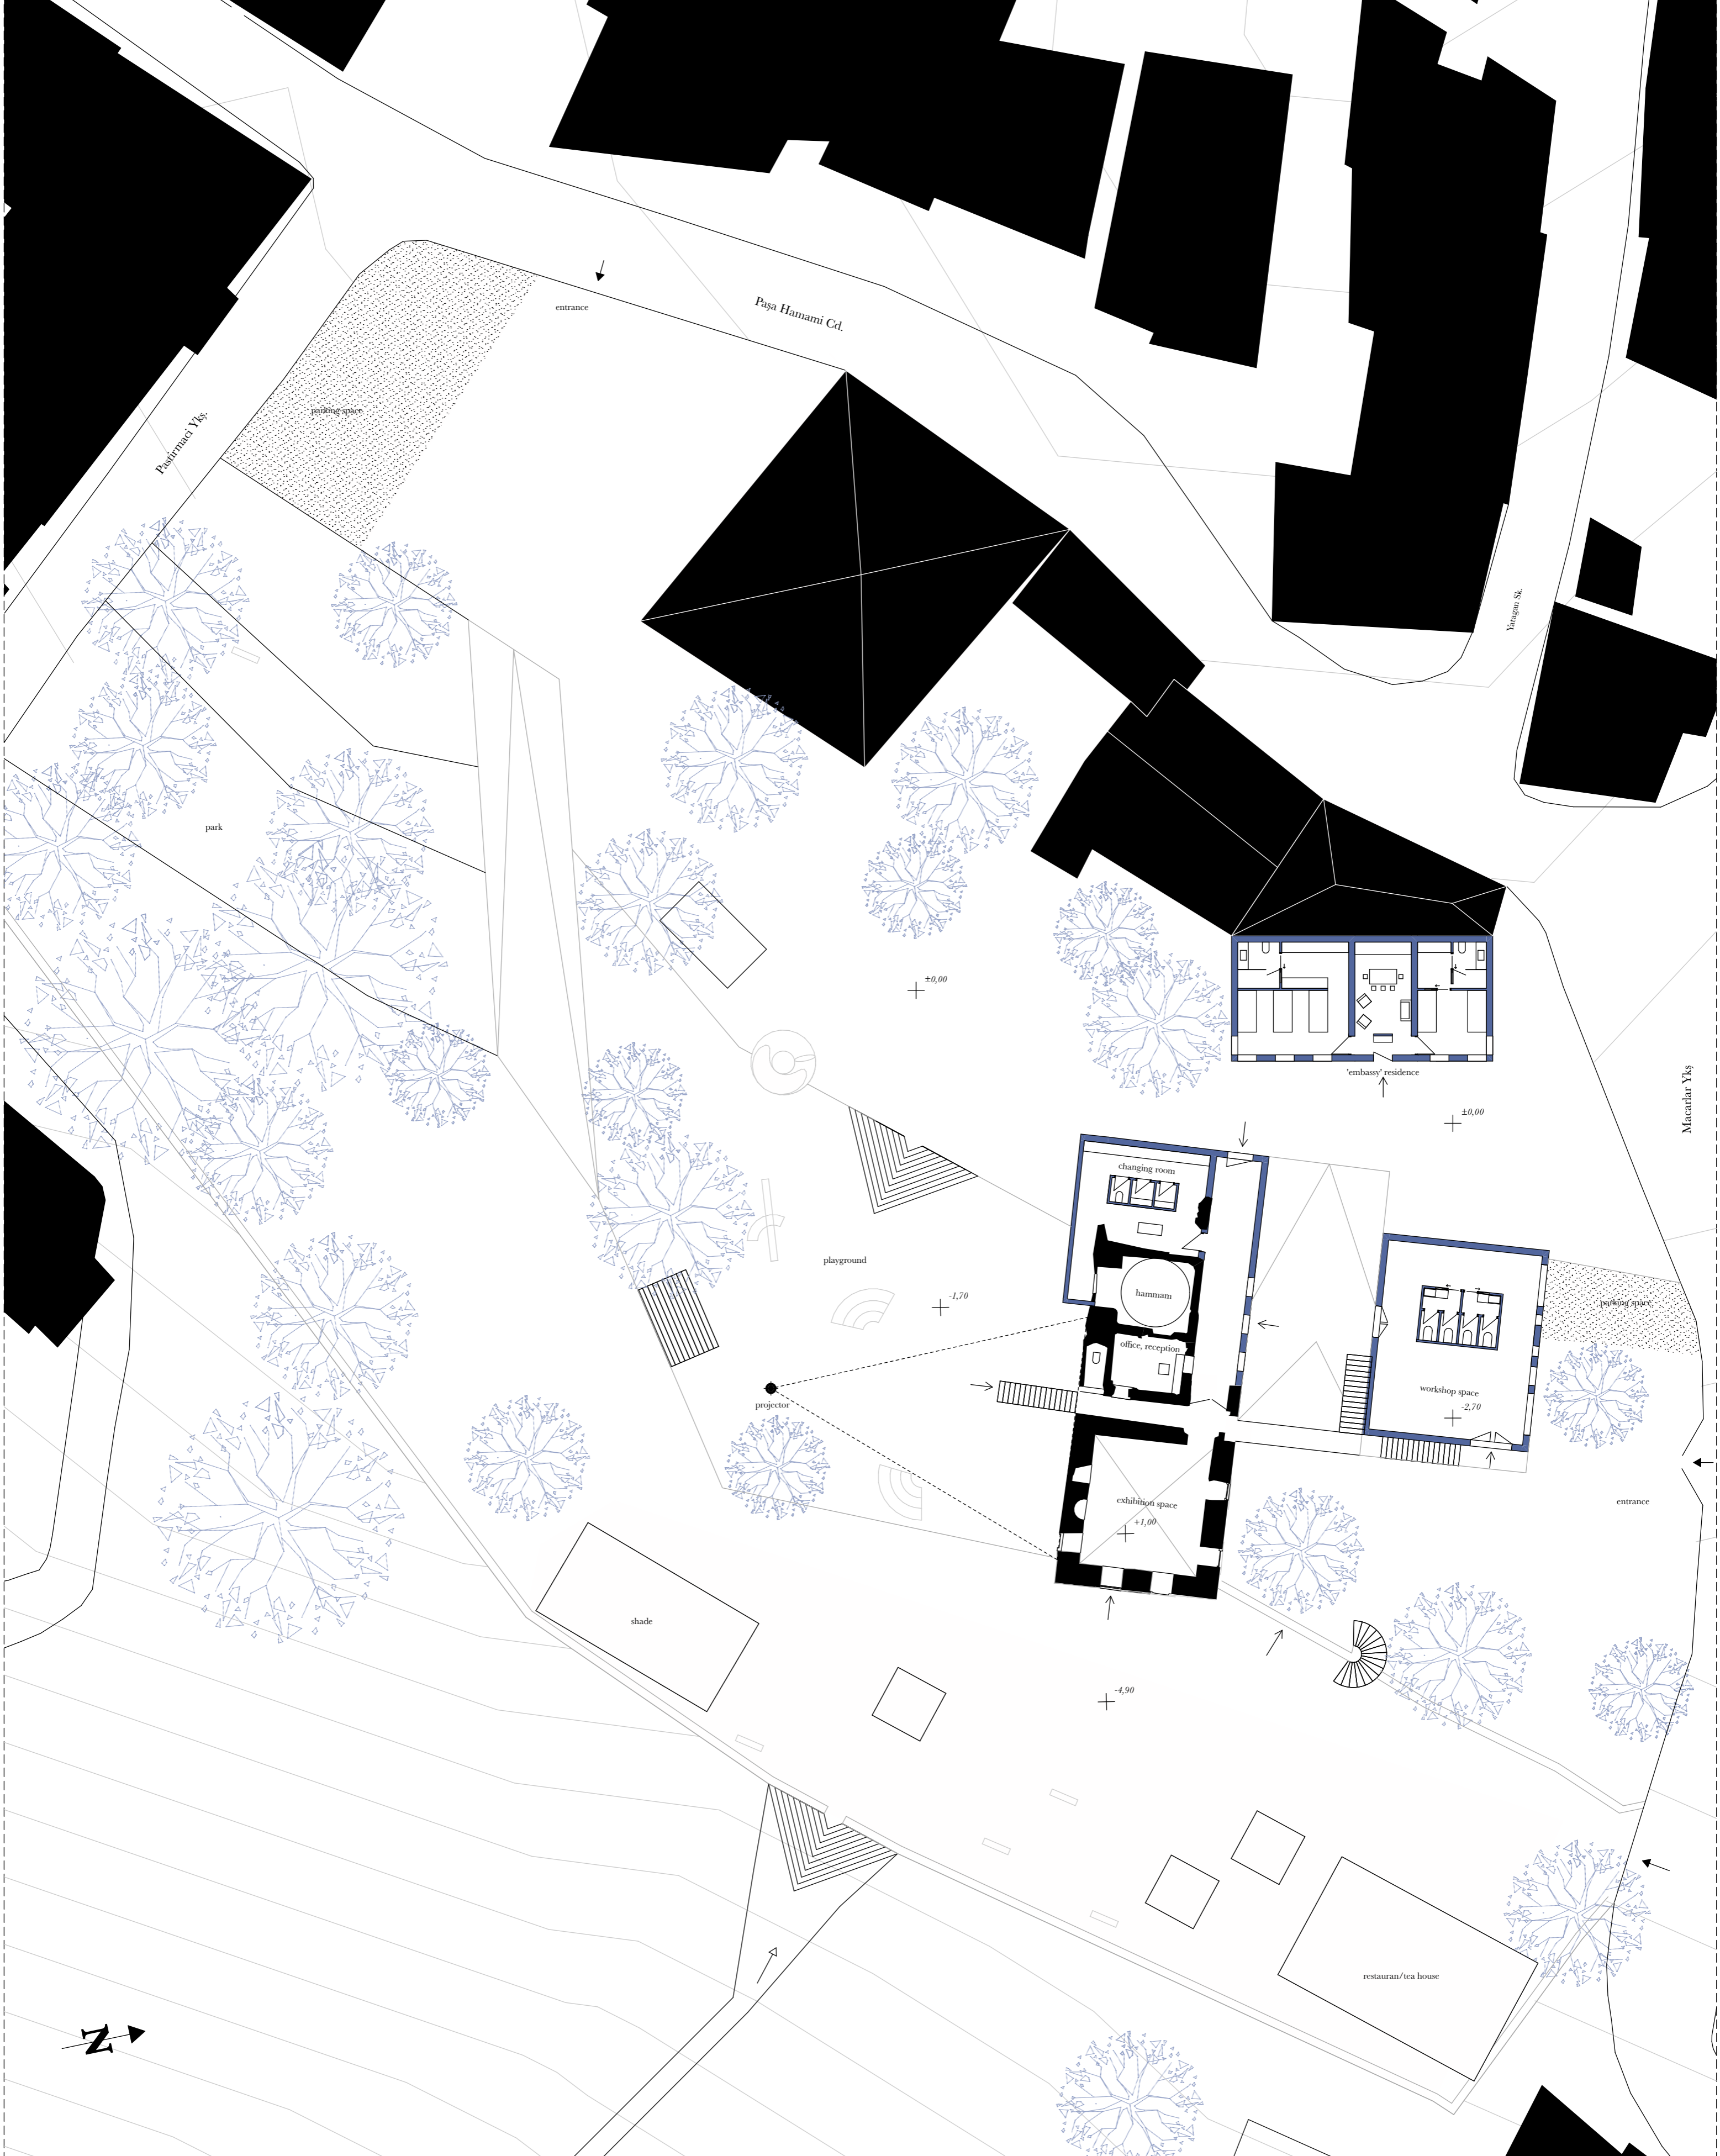 entrance
Paşa Hamami Cd.
parking space
Pastirmaci Ykş.
Yatagan Sk.
park
±0,00
'embassy' residence
Macarlar Ykş
±0,00
changing room
playground
hammam
-1,70
parking space
office, reception
workshop space
projector
-2,70
exhibition space
entrance
+1,00
shade
-4,90
restauran/tea house
N